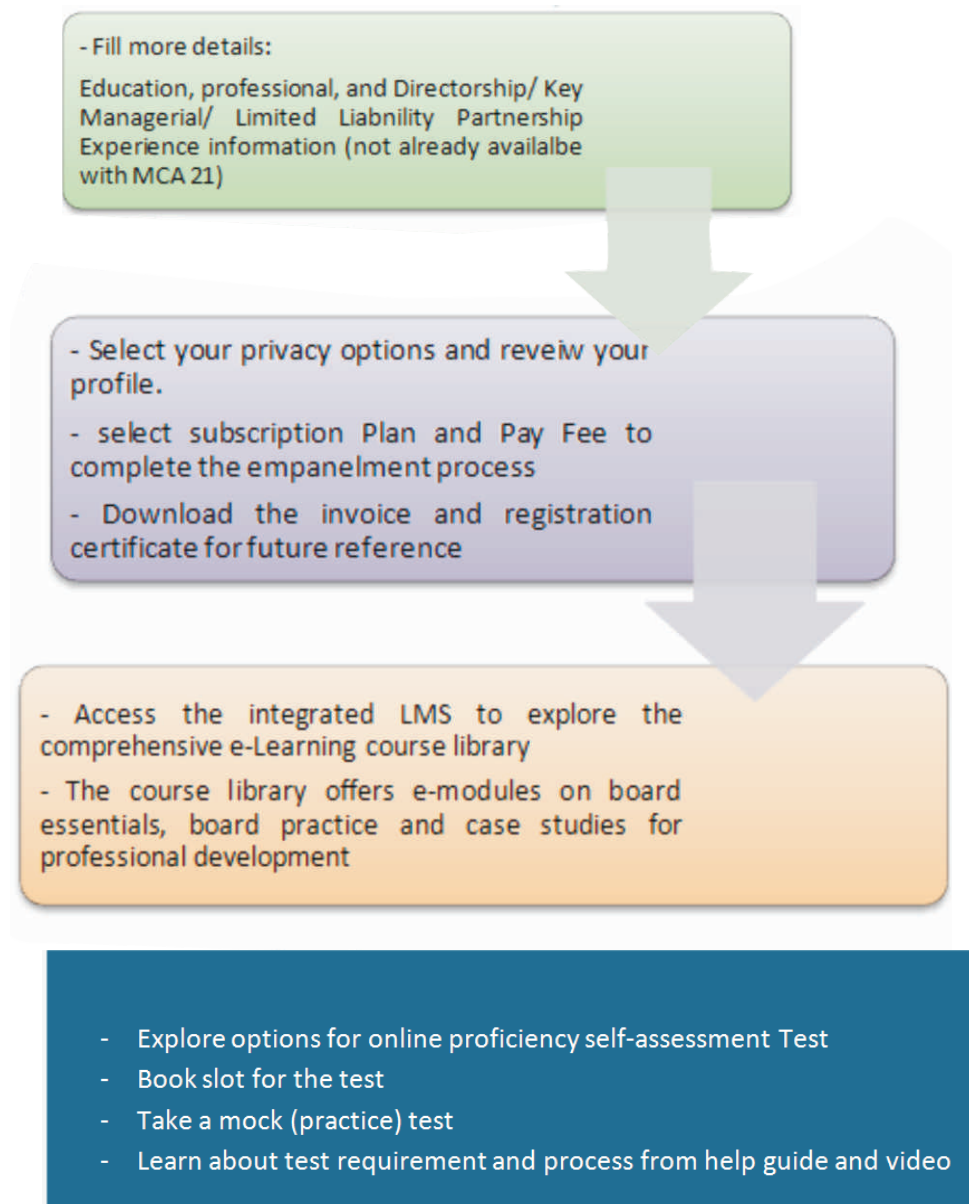 - Fill more details:
Education, professional, and Directorship/ Key
Managerial/ Limited Liabnility Partnership
Experience information (not already availalbe
with MCA 21)
- Select your privacy options and reveiw your
profile.
- select subscription Plan and Pay Fee to
complete the empanelment process
- Download the invoice and registration
certificate for future reference
- Access the integrated LMS to explore the
comprehensive e-Learning course library
- The course library offers e-modules on board
essentials, board practice and case studies for
professional development
- Explore options for online proficiency self-assessment Test
- Book slot for the test
- Take a mock (practice) test
- Learn about test requirement and process from help guide and video